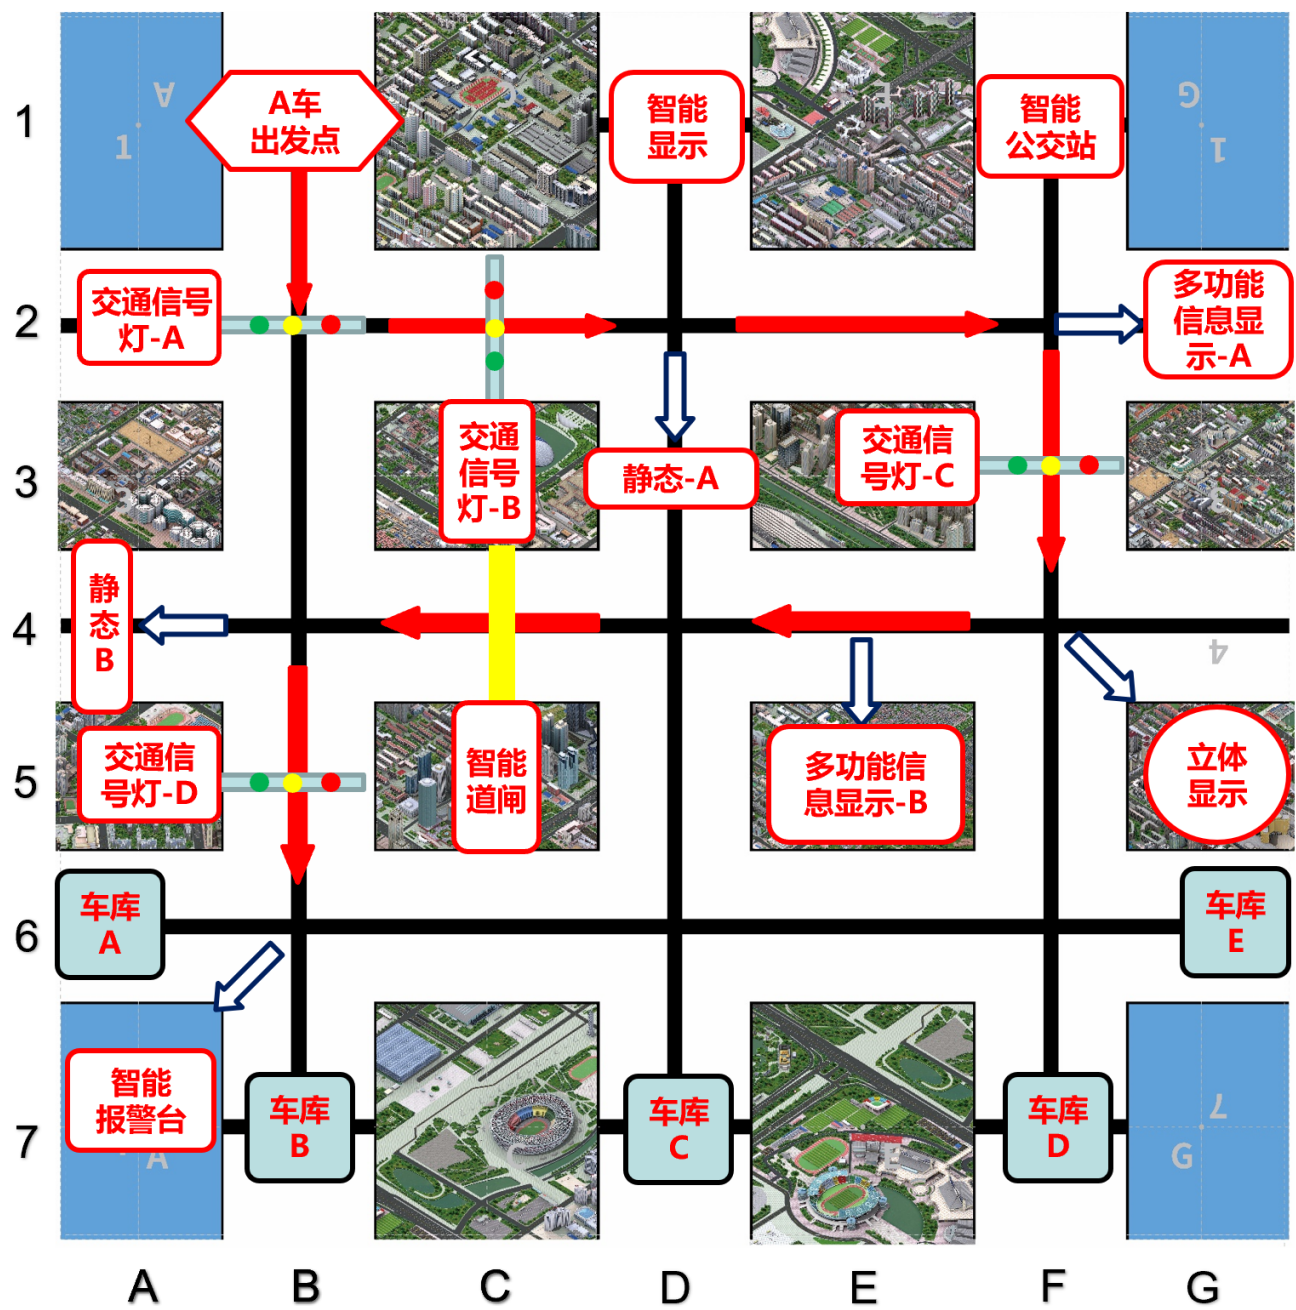 A
1
A车
出发点
智能
显示
E
智能
公交站
G
1
1
2
交通信号
灯-A
多功能
信息显
示-A
3
交通
信号
灯-B
静态-A
交通信
号灯-C
4
静
态
B
4
5
交通信
号灯-D
智能
道闸
多功能信
息显示-B
立体
显示
6
车库
A
车库
E
7
智能
报警台
A
车库
B
车库
C
E
车库
D
7
G
A
B
C
D
E
F
G